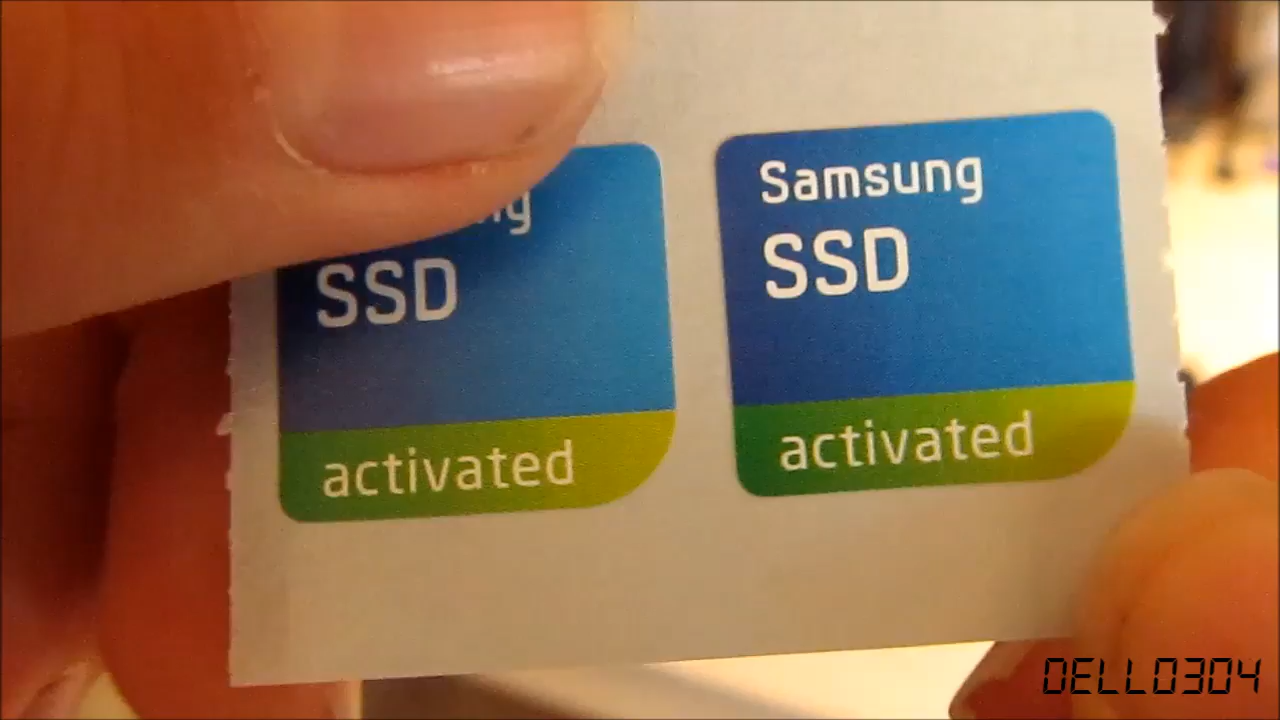 SSD
activated
Samsung
SSD
activated
DELL0304